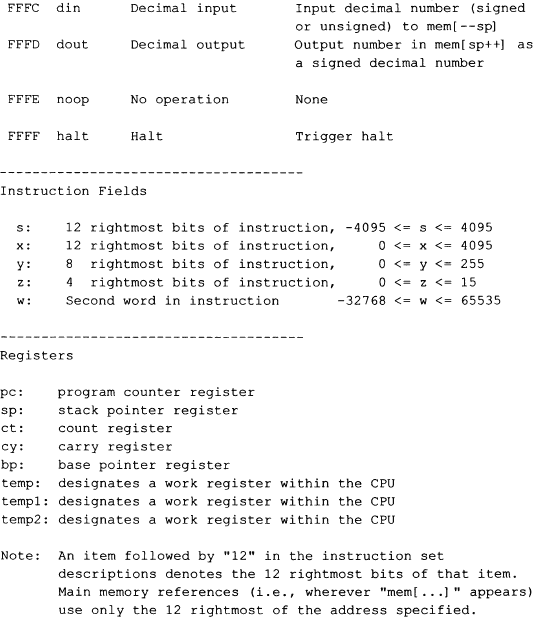 FFFC din Decimal input Input decimal number (signed
or unsigned) to mem[--sp]
FFFD dout Decimal output Output number in mem[sp++] as
a signed decimal number
FFFE noop No operation None
FFFF halt Halt Trigger halt
-------------------------------------
Instruction Fields
s: 12 rightmost bits of instruction, -4095 <= s <= 4095
x: 12 rightmost bits of instruction, 0 <= x <= 4095
y: 8 rightmost bits of instruction, 0 <= y <= 255
z: 4 rightmost bits of instruction, 0 <= z <= 15
w: Second word in instruction -32768 <= w <= 65535
-------------------------------------
Registers
pc: program counter register
sp: stack pointer register
ct: count register
cy: carry register
bp: base pointer register
temp: designates a work register within the CPU
temp1: designates a work register within the CPU
temp2: designates a work register within the CPU
Note: An item followed by "12" in the instruction set
descriptions denotes the 12 rightmost bits of that item.
Main memory references (i.e., wherever "mem[...]" appears)
use only the 12 rightmost of the address specified.